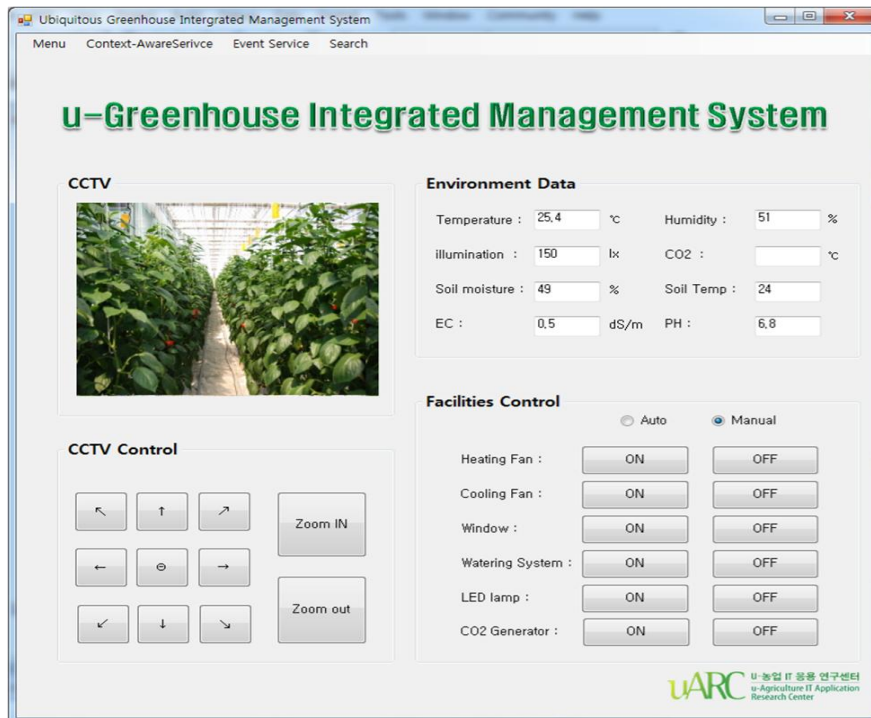 Ubiquitous Greenhouse Intergrated Management System
Menu Context-AwareSerivce Event Service Search
u-Greenhouse Integrated Management System
CCTV
Environment Data
Temperature : 25,4 ℃ Humidity : 51 %
illumination : 150 lx CO2 : ℃
Soil moisture : 49 % Soil Temp : 24
EC : 0,5 dS/m PH : 6,8
Facilities Control
Auto Manual
Heating Fan : ON OFF
Cooling Fan : ON OFF
Window : ON OFF
Watering System : ON OFF
LED lamp : ON OFF
CO2 Generator : ON OFF
CCTV Control
↖ ↑ ↗
Zoom IN
← ⊖ →
Zoom out
↙ ↓ ↘
uARC
u-농업 IT 응용 연구센터
u-Agriculture IT Application
Research Center